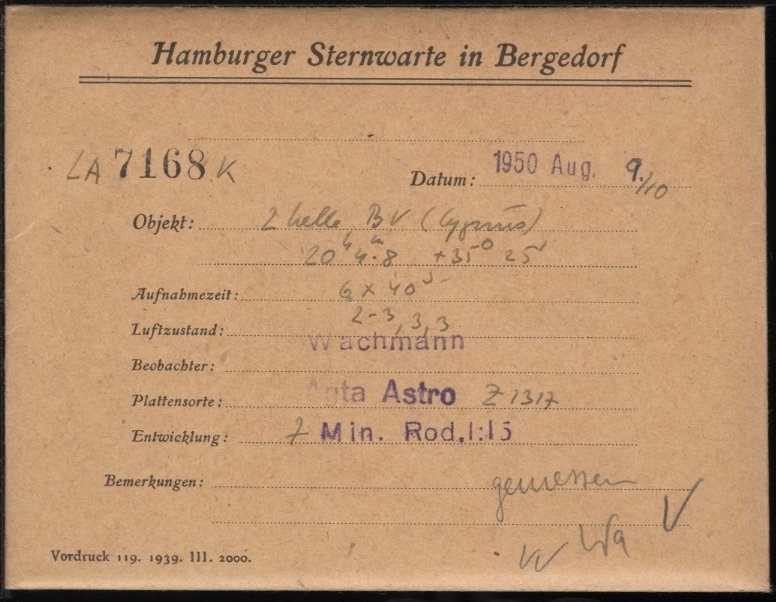 Hamburger Sternwarte in Bergedorf
LA 7168 K
Datum: 1950 Aug. 9./10
Objekt: 2 helle BV (Cygnus)
20h 4m.8 +35° 25'
Aufnahmezeit: 6 x 40s
Luftzustand: 2-3, 3, 3
Beobachter: Wachmann
Plattensorte: Agfa Astro Z 1317
Entwicklung: 7 Min. Rod. 1:15
Bemerkungen: gemessen
V Wa V
Vordruck 119. 1939. III. 2000.